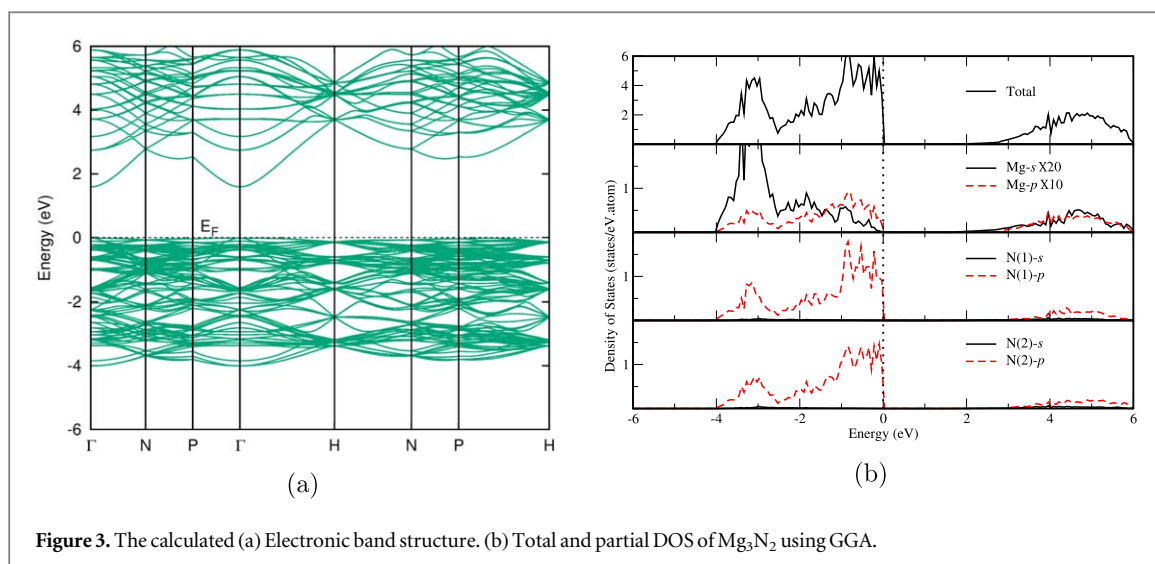 6
4
2
0
-2
-4
-6
Energy (eV)
E_F
Γ N P Γ H N P H
(a)
6
4
2
1
1
1
Density of States (states/eV.atom)
Total
Mg-s X20
Mg-p X10
N(1)-s
N(1)-p
N(2)-s
N(2)-p
-6 -4 -2 0 2 4 6
Energy (eV)
(b)
Figure 3. The calculated (a) Electronic band structure. (b) Total and partial DOS of Mg₃N₂ using GGA.